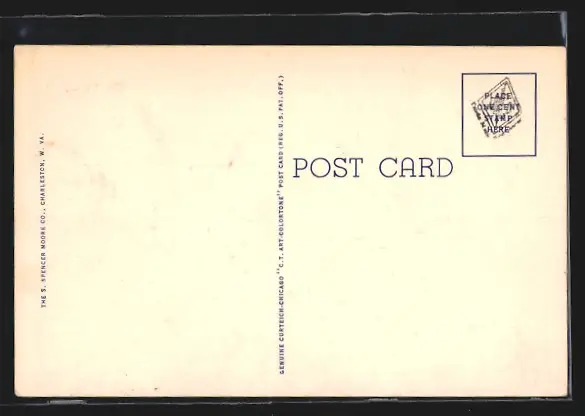 THE S. SPENCER MOORE CO., CHARLESTON, W. VA.
GENUINE CURTEICH-CHICAGO "C.T. ART-COLORTONE" POST CARD (REG. U.S. PAT. OFF.)
POST CARD
PLACE
ONE CENT
STAMP
HERE